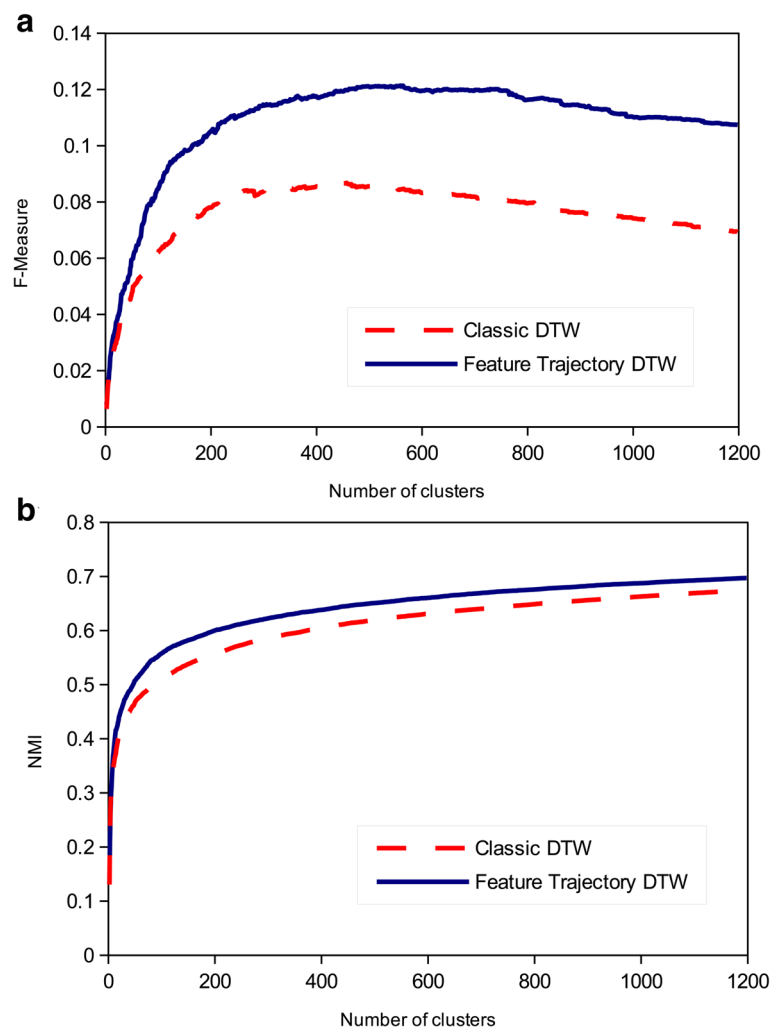 a
0.14
0.12
0.1
0.08
0.06
0.04
0.02
0
F-Measure
Classic DTW
Feature Trajectory DTW
0 200 400 600 800 1000 1200
Number of clusters
b
0.8
0.7
0.6
0.5
0.4
0.3
0.2
0.1
0
NMI
Classic DTW
Feature Trajectory DTW
0 200 400 600 800 1000 1200
Number of clusters